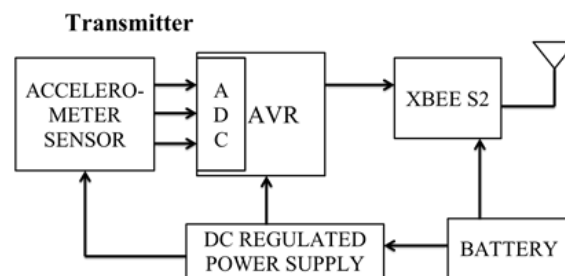 Transmitter
ACCELERO-
METER
SENSOR
A
D
C
AVR
XBEE S2
DC REGULATED
POWER SUPPLY
BATTERY